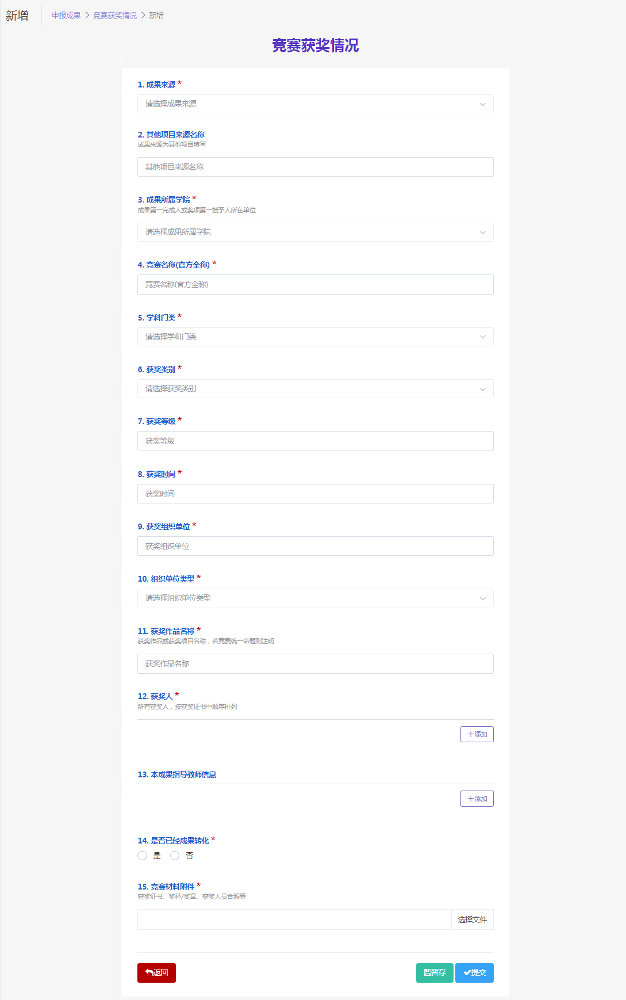 新增
申报成果 > 竞赛获奖情况 > 新增
竞赛获奖情况
1. 成果来源 *
请选择成果来源
2. 其他项目来源名称
成果来源为其他项目填写
其他项目来源名称
3. 成果所属学院 *
成果第一完成人或奖项第一授予人所在单位
请选择成果所属学院
4. 竞赛名称(官方全称) *
竞赛名称(官方全称)
5. 学科门类 *
请选择学科门类
6. 获奖类别 *
请选择获奖类别
7. 获奖等级 *
获奖等级
8. 获奖时间 *
获奖时间
9. 获奖组织单位 *
获奖组织单位
10. 组织单位类型 *
请选择组织单位类型
11. 获奖作品名称 *
获奖作品或获奖项目名称，若竞赛统一命题则注明
获奖作品名称
12. 获奖人 *
所有获奖人，按获奖证书中顺序排列
+添加
13. 本成果指导教师信息
+添加
14. 是否已经成果转化 *
是 否
15. 竞赛材料附件 *
获奖证书、奖杯/奖章、获奖人员合照等
选择文件
返回 暂存 提交